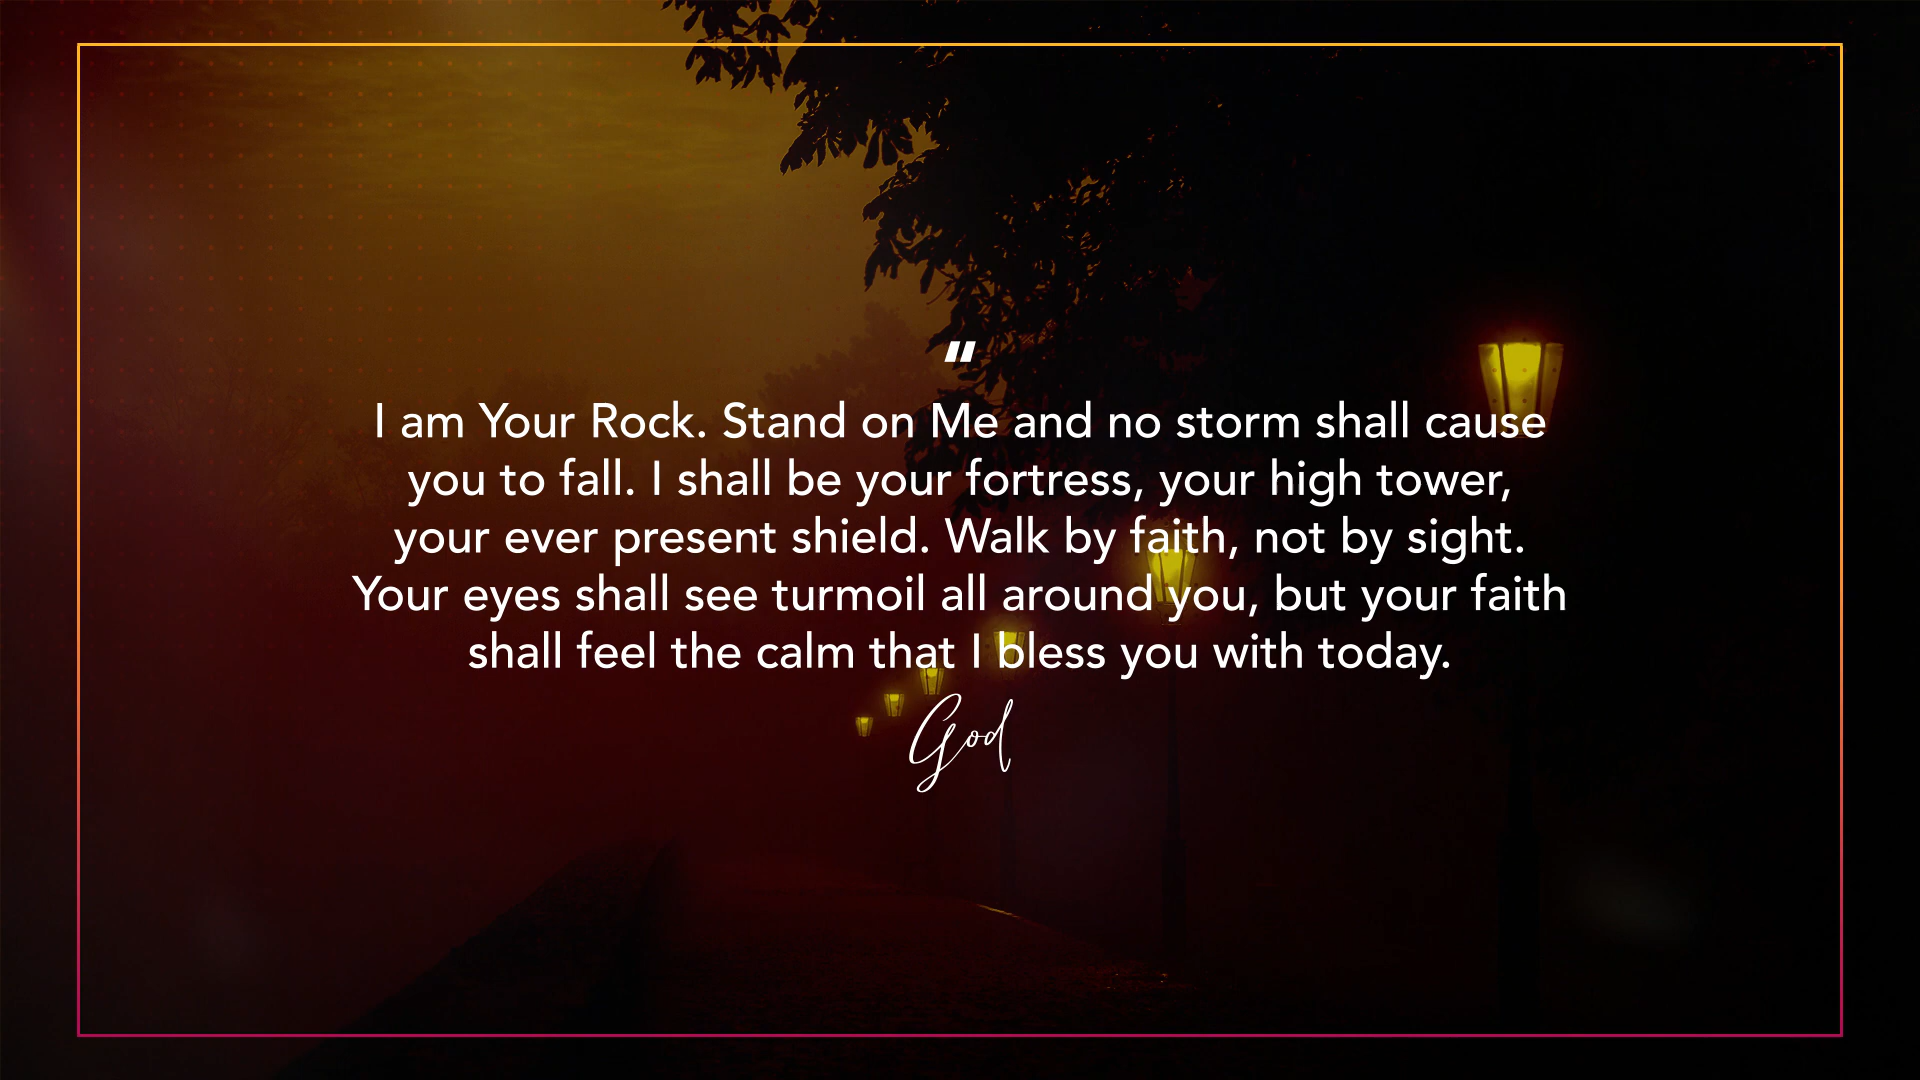 "
I am Your Rock. Stand on Me and no storm shall cause
you to fall. I shall be your fortress, your high tower,
your ever present shield. Walk by faith, not by sight.
Your eyes shall see turmoil all around you, but your faith
shall feel the calm that I bless you with today.
God